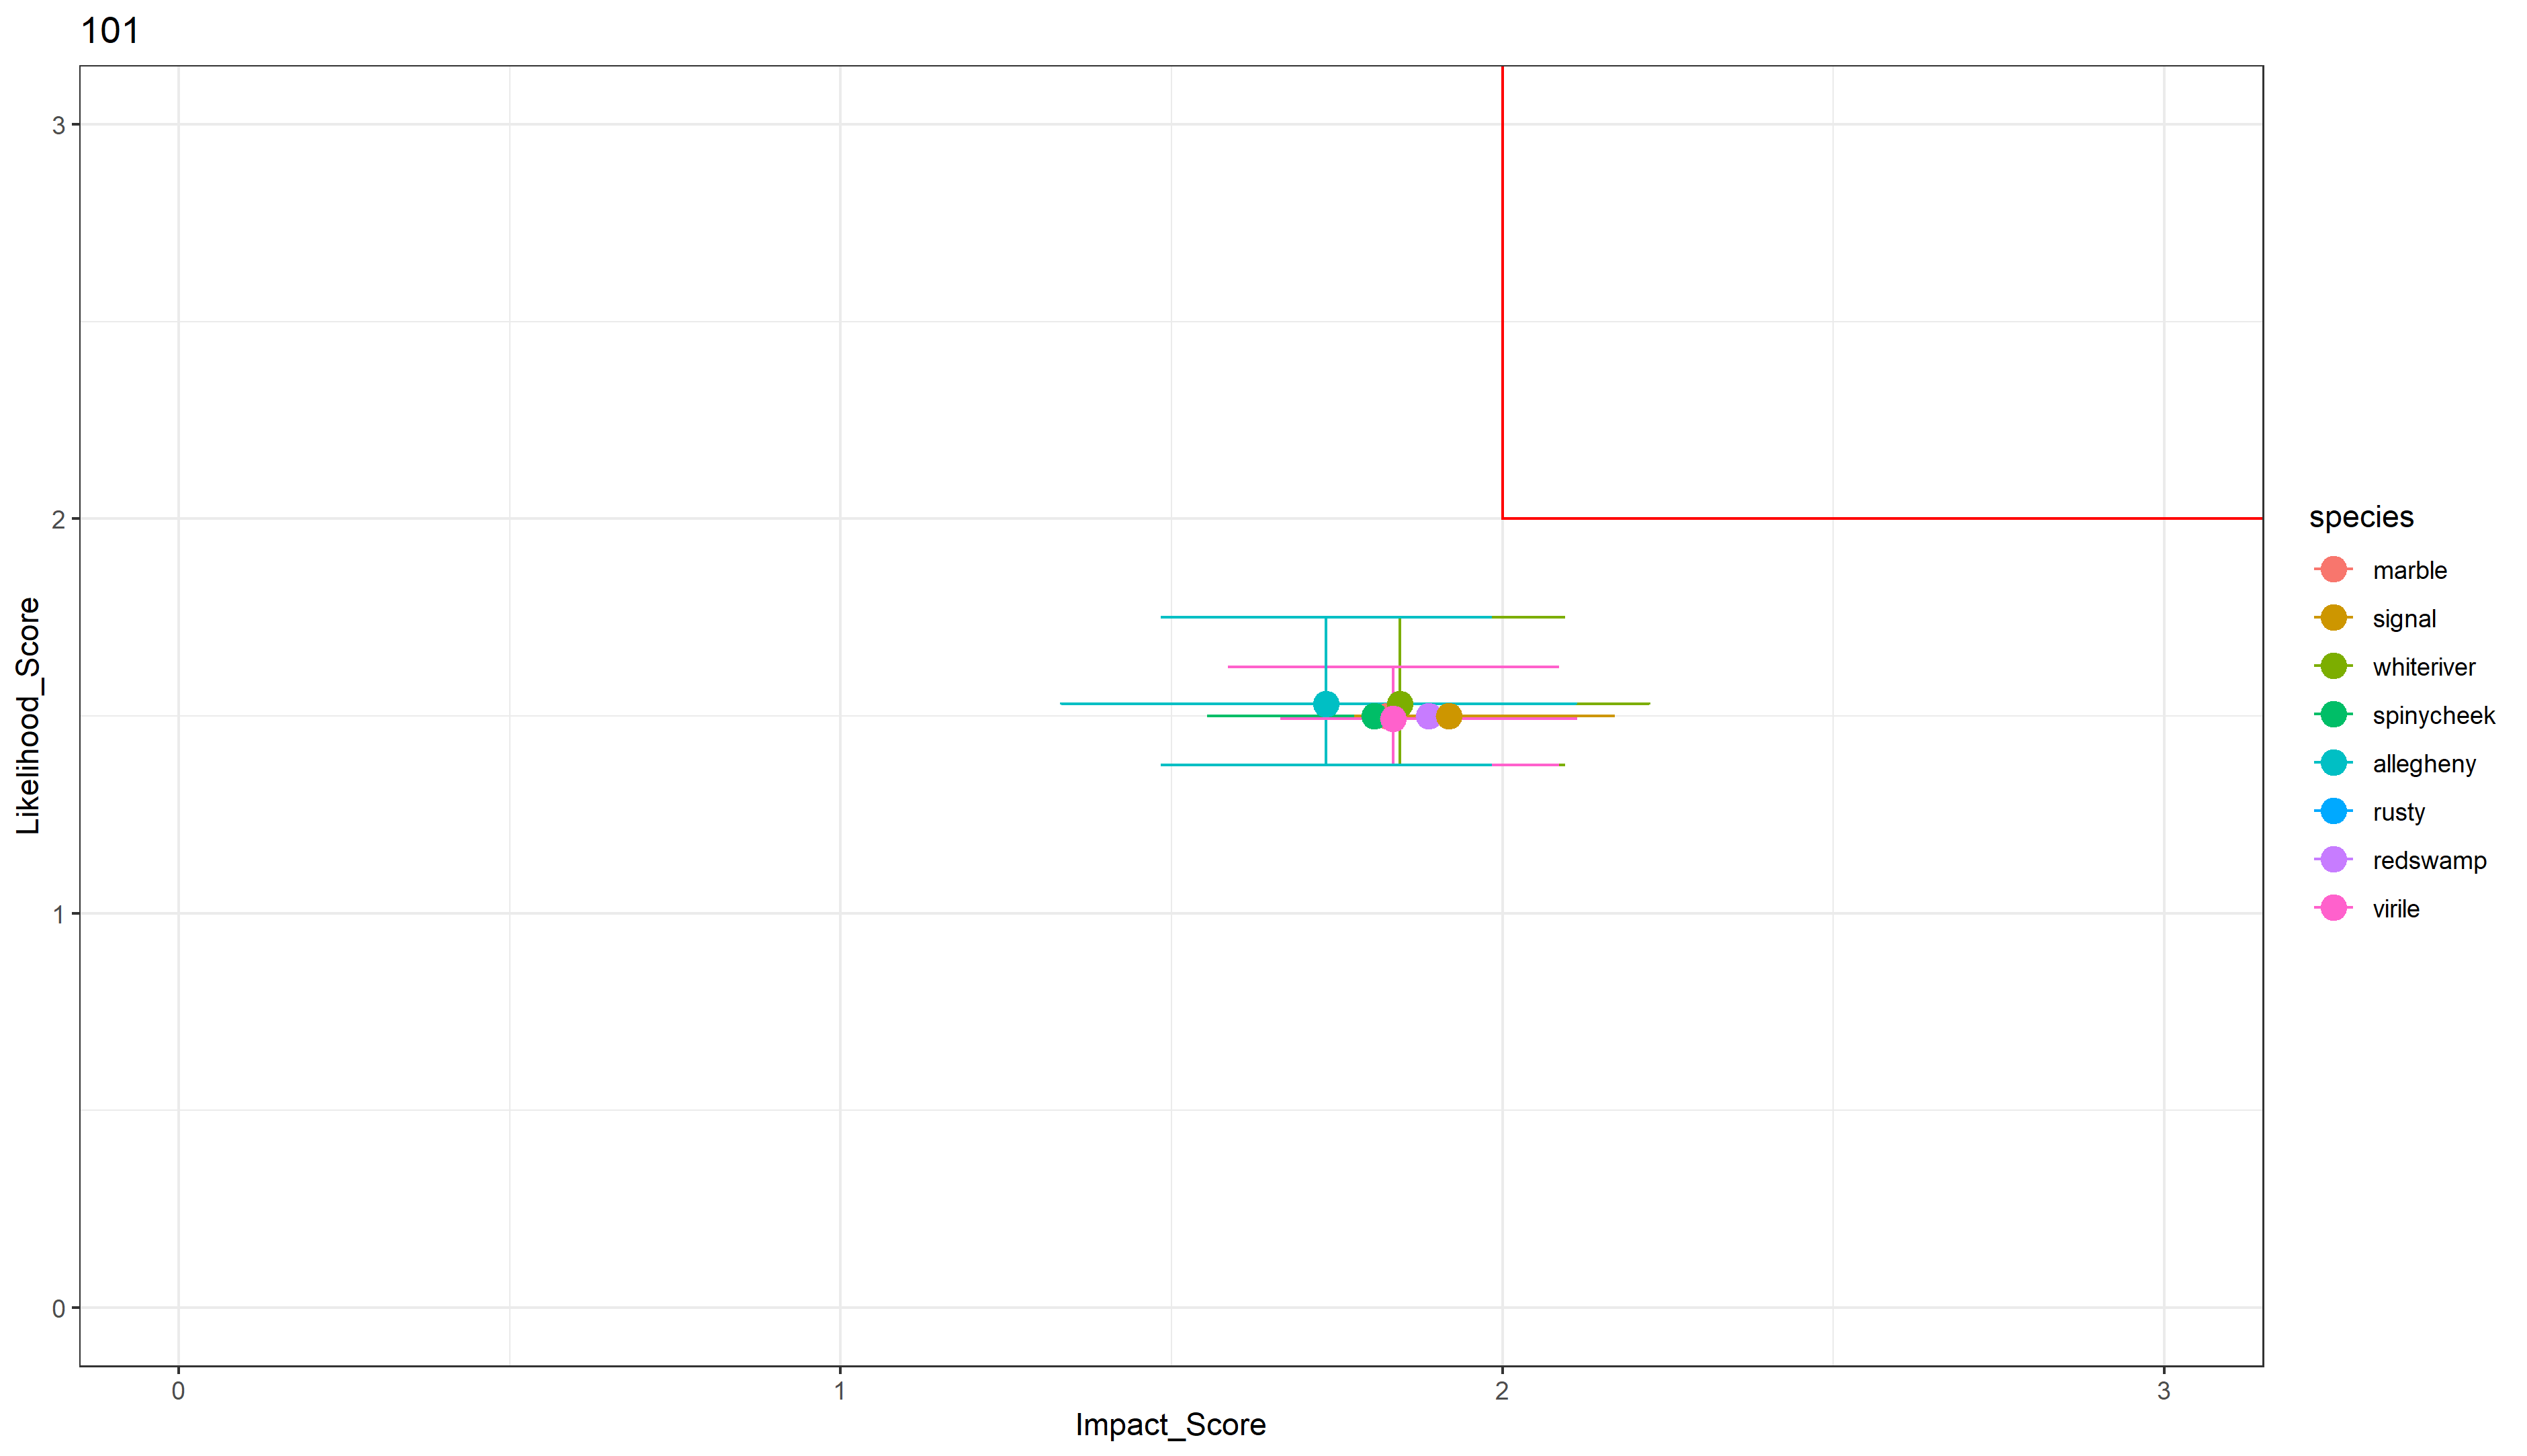 101
3
2
1
0
Likelihood_Score
0 1 2 3
Impact_Score
species
marble
signal
whiteriver
spinycheek
allegheny
rusty
redswamp
virile